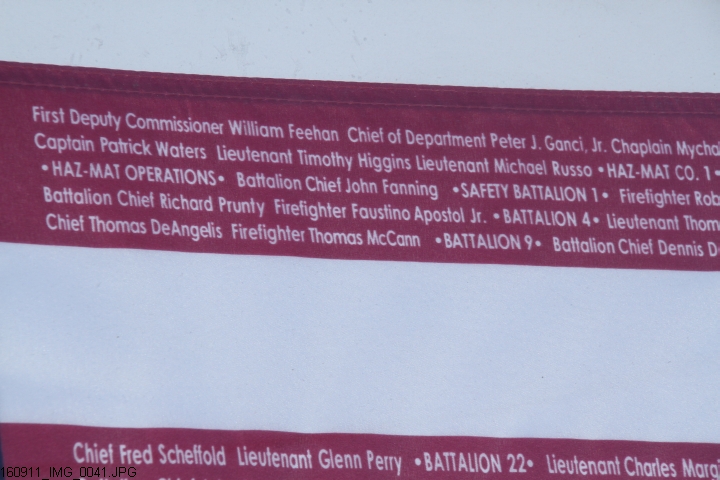 First Deputy Commissioner William Feehan Chief of Department Peter J. Ganci, Jr. Chaplain Mychal
Captain Patrick Waters Lieutenant Timothy Higgins Lieutenant Michael Russo •HAZ-MAT CO. 1•
•HAZ-MAT OPERATIONS• Battalion Chief John Fanning •SAFETY BATTALION 1• Firefighter Rob
Battalion Chief Richard Prunty Firefighter Faustino Apostol Jr. •BATTALION 4• Lieutenant Thom
Chief Thomas DeAngelis Firefighter Thomas McCann •BATTALION 9• Battalion Chief Dennis D
Chief Fred Scheffold Lieutenant Glenn Perry •BATTALION 22• Lieutenant Charles Marg
160911_IMG_0041.JPG